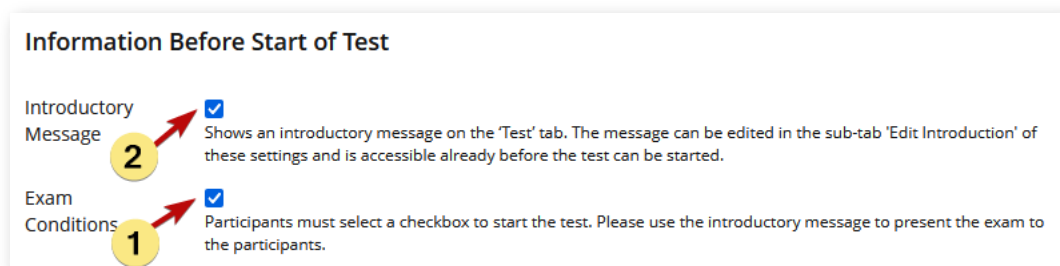 Information Before Start of Test
Introductory
Message
2
Shows an introductory message on the ‘Test’ tab. The message can be edited in the sub-tab 'Edit Introduction' of
these settings and is accessible already before the test can be started.
Exam
Conditions
1
Participants must select a checkbox to start the test. Please use the introductory message to present the exam to
the participants.